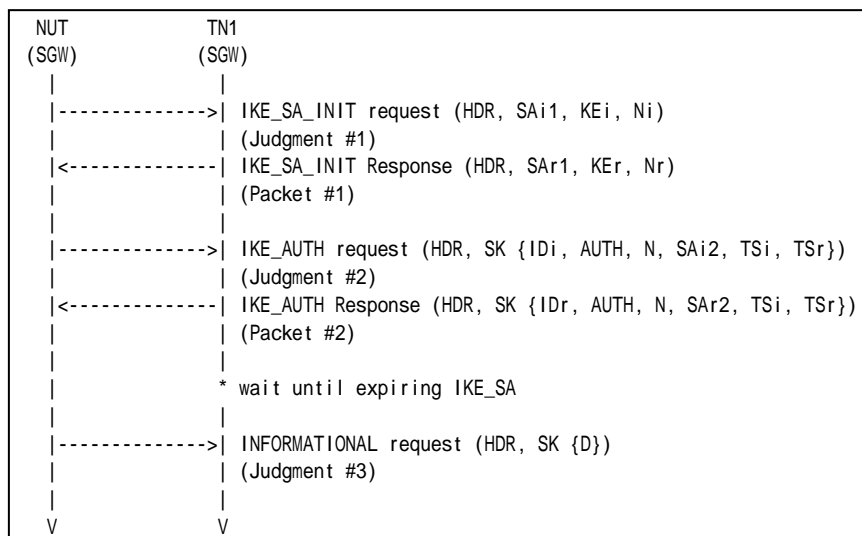 NUT TN1
(SGW) (SGW)
| |
|-------------->| IKE_SA_INIT request (HDR, SAi1, KEi, Ni)
| | (Judgment #1)
|<--------------| IKE_SA_INIT Response (HDR, SAr1, KEr, Nr)
| | (Packet #1)
| |
|-------------->| IKE_AUTH request (HDR, SK {IDi, AUTH, N, SAi2, TSi, TSr})
| | (Judgment #2)
|<--------------| IKE_AUTH Response (HDR, SK {IDr, AUTH, N, SAr2, TSi, TSr})
| | (Packet #2)
| |
| * wait until expiring IKE_SA
| |
|-------------->| INFORMATIONAL request (HDR, SK {D})
| | (Judgment #3)
| |
V V